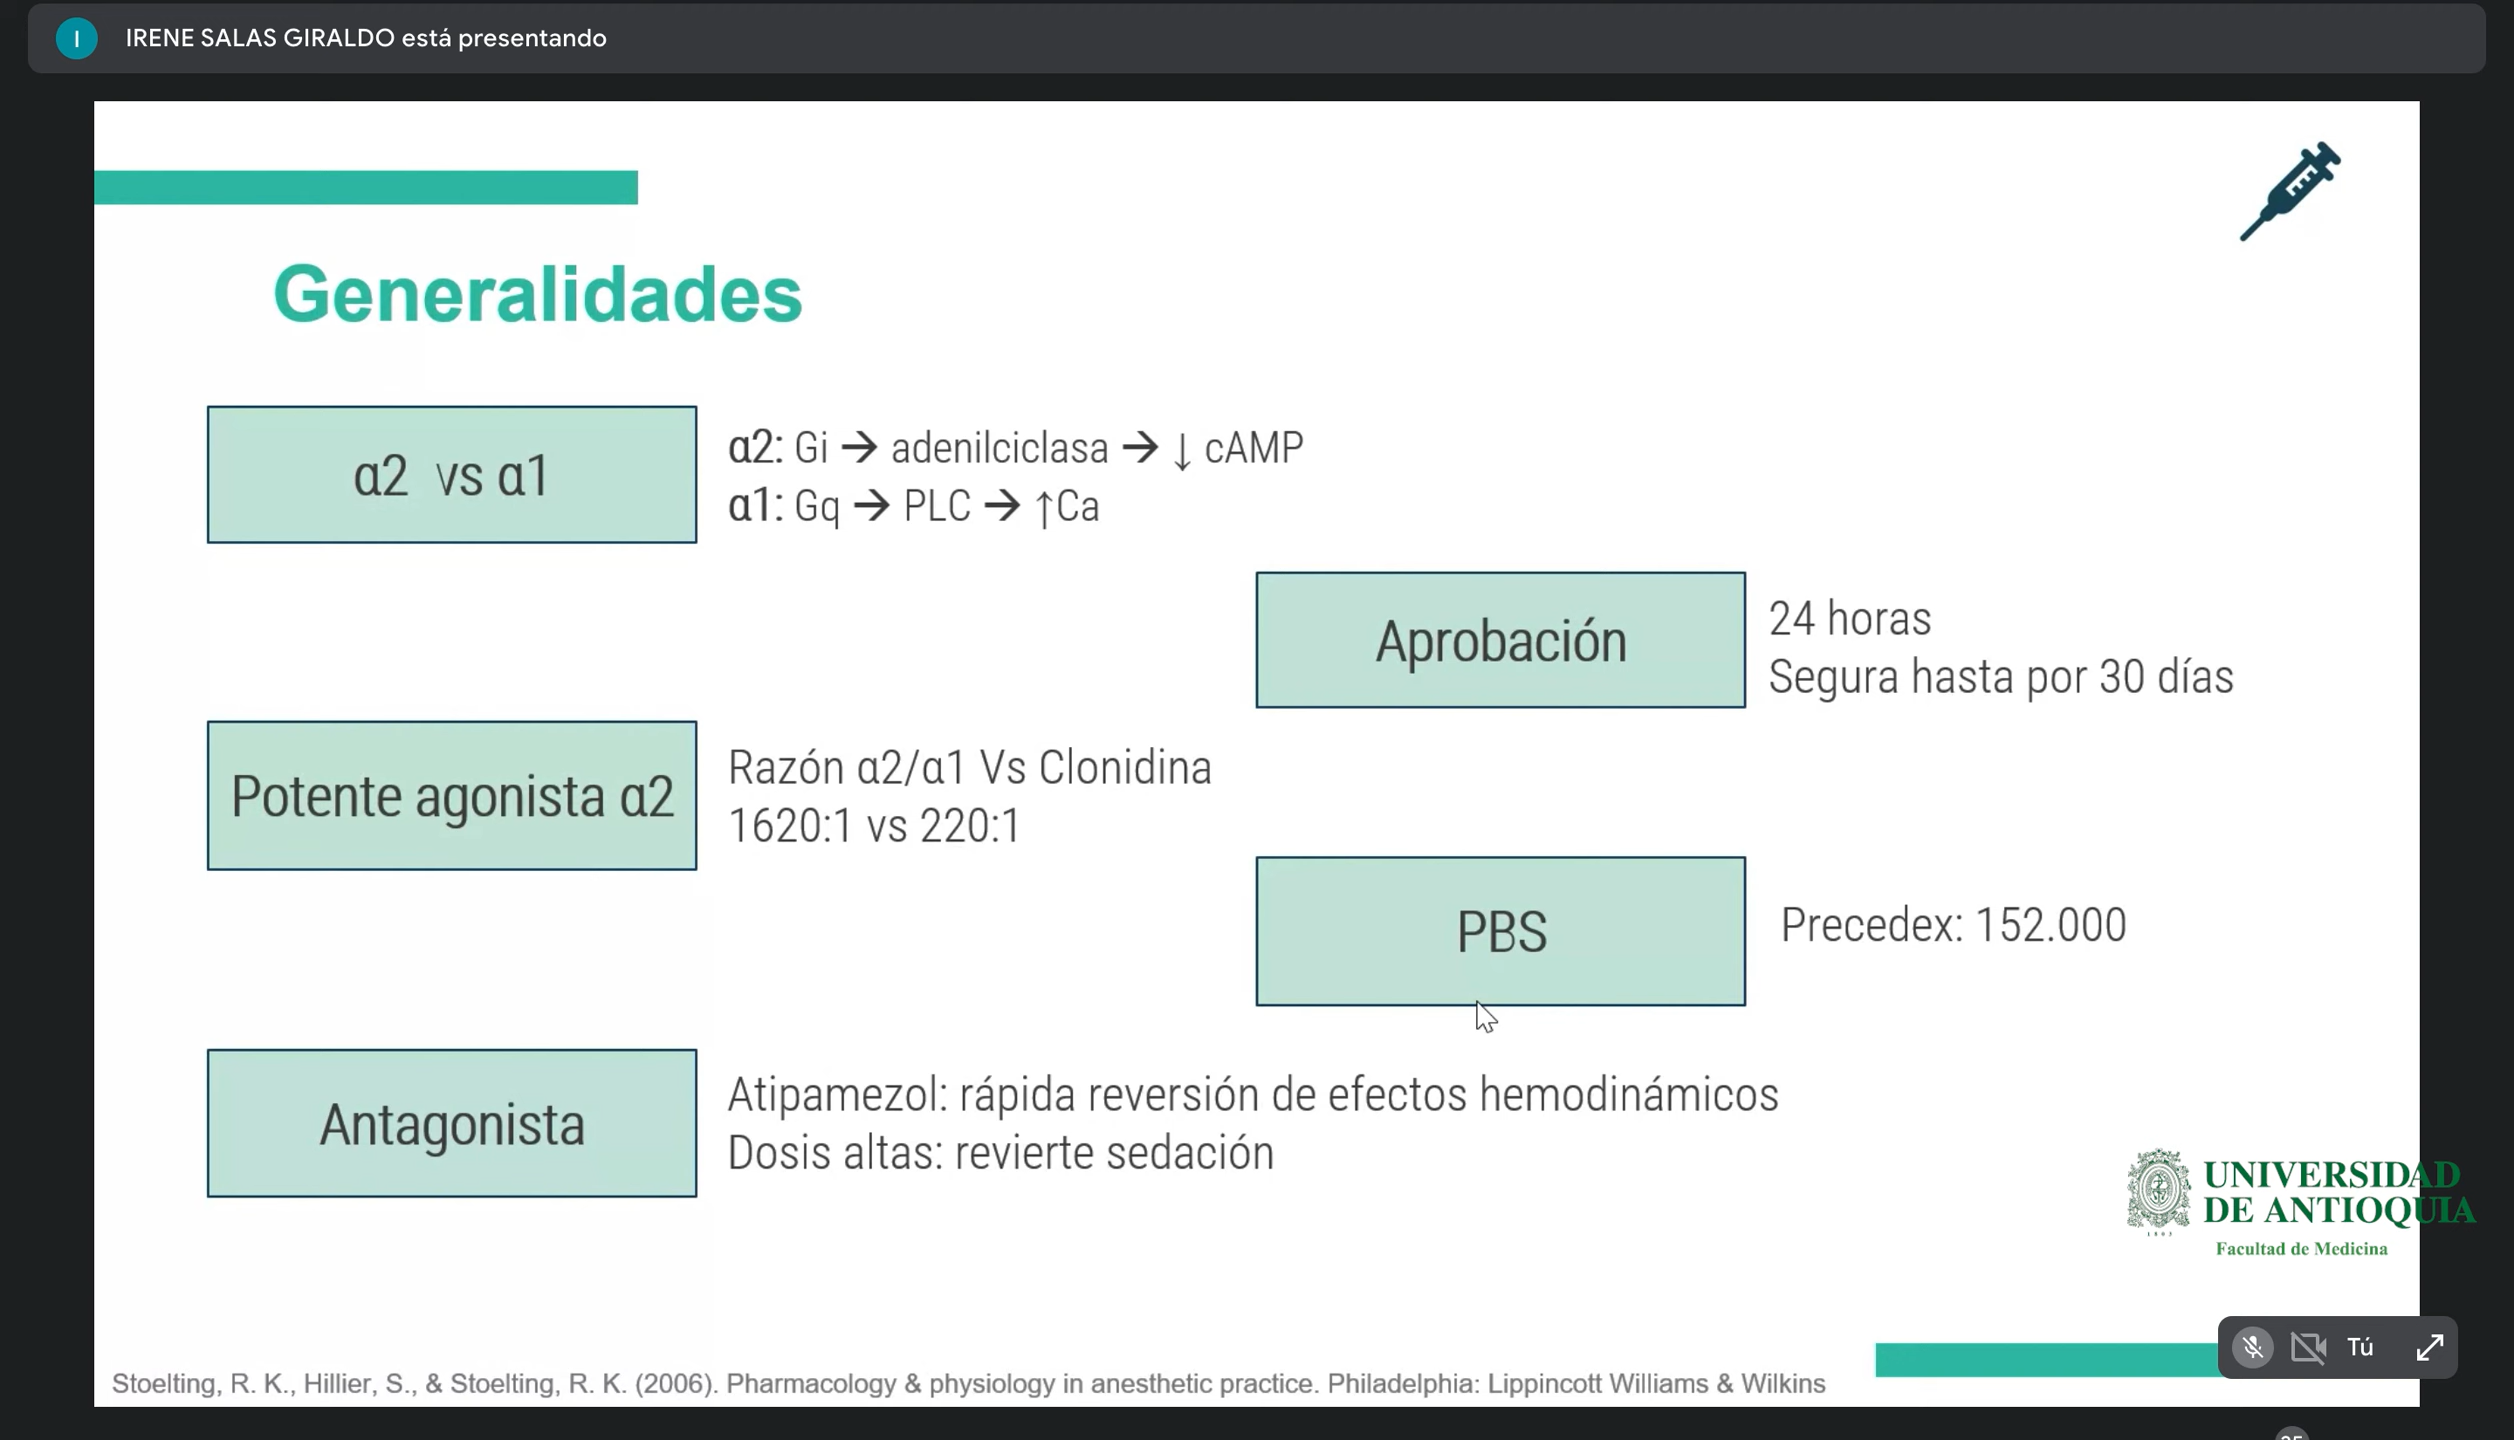 I
IRENE SALAS GIRALDO está presentando
Generalidades
α2 vs α1
α2: Gi → adenilciclasa → ↓ cAMP
α1: Gq → PLC → ↑Ca
Aprobación
24 horas
Segura hasta por 30 días
Potente agonista α2
Razón α2/α1 Vs Clonidina
1620:1 vs 220:1
PBS
Precedex: 152.000
Antagonista
Atipamezol: rápida reversión de efectos hemodinámicos
Dosis altas: revierte sedación
UNIVERSIDAD
DE ANTIOQUIA
1803
Facultad de Medicina
Tú
Stoelting, R. K., Hillier, S., & Stoelting, R. K. (2006). Pharmacology & physiology in anesthetic practice. Philadelphia: Lippincott Williams & Wilkins